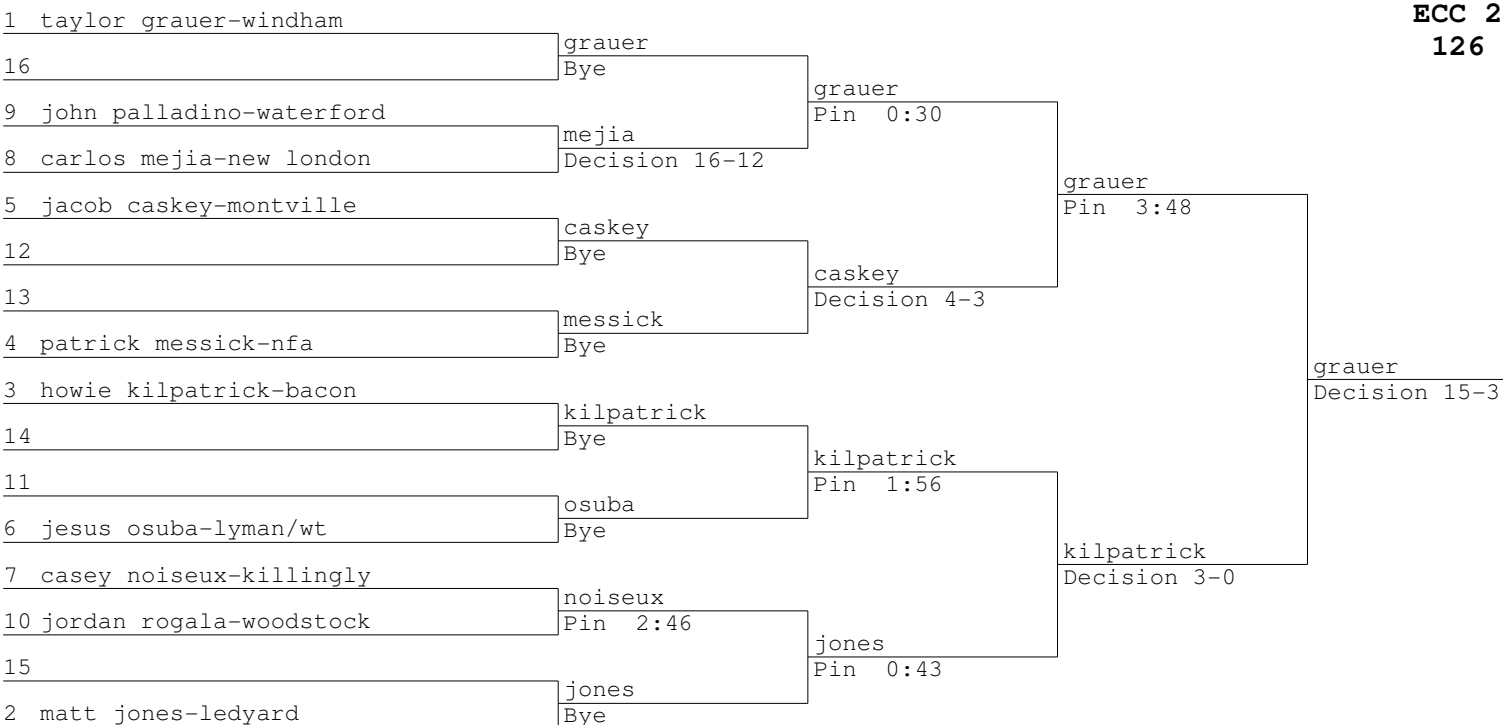 ECC 2
126
1 taylor grauer-windham
16
9 john palladino-waterford
8 carlos mejia-new london
5 jacob caskey-montville
12
13
4 patrick messick-nfa
3 howie kilpatrick-bacon
14
11
6 jesus osuba-lyman/wt
7 casey noiseux-killingly
10 jordan rogala-woodstock
15
2 matt jones-ledyard
grauer
Bye
mejia
Decision 16-12
caskey
Bye
messick
Bye
kilpatrick
Bye
osuba
Bye
noiseux
Pin 2:46
jones
Bye
grauer
Pin 0:30
caskey
Decision 4-3
kilpatrick
Pin 1:56
jones
Pin 0:43
grauer
Pin 3:48
kilpatrick
Decision 3-0
grauer
Decision 15-3